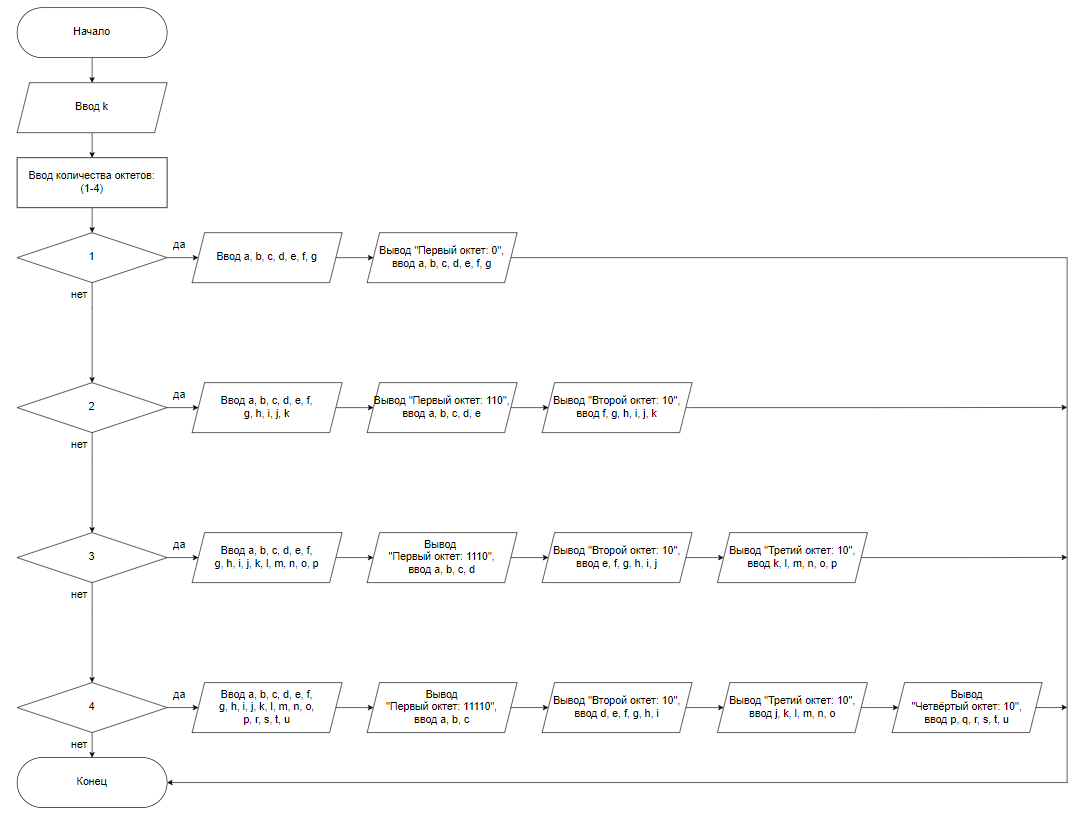 Начало
Ввод k
Ввод количества октетов:
(1-4)
1
да
нет
Ввод a, b, c, d, e, f, g
Вывод "Первый октет: 0",
ввод a, b, c, d, e, f, g
2
да
нет
Ввод a, b, c, d, e, f,
g, h, i, j, k
Вывод "Первый октет: 110",
ввод a, b, c, d, e
Вывод "Второй октет: 10",
ввод f, g, h, i, j, k
3
да
нет
Ввод a, b, c, d, e, f,
g, h, i, j, k, l, m, n, o, p
Вывод
"Первый октет: 1110",
ввод a, b, c, d
Вывод "Второй октет: 10",
ввод e, f, g, h, i, j
Вывод "Третий октет: 10",
ввод k, l, m, n, o, p
4
да
нет
Ввод a, b, c, d, e, f,
g, h, i, j, k, l, m, n, o,
p, r, s, t, u
Вывод
"Первый октет: 11110",
ввод a, b, c
Вывод "Второй октет: 10",
ввод d, e, f, g, h, i
Вывод "Третий октет: 10",
ввод j, k, l, m, n, o
Вывод
"Четвёртый октет: 10",
ввод p, q, r, s, t, u
Конец